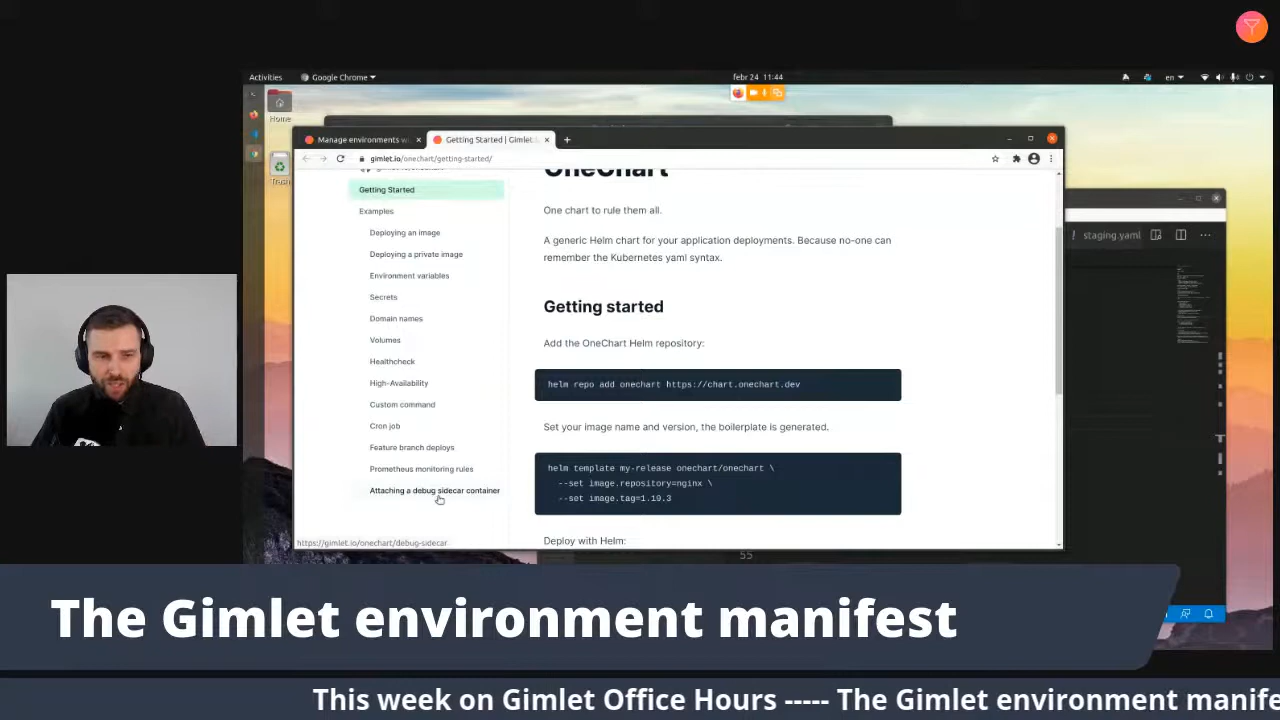 Activities
Google Chrome
febr 24 11:44
en
Home
Trash
Manage environments wi
Getting Started | Gimlet
gimlet.io/onechart/getting-started/
Getting Started
Examples
Deploying an image
Deploying a private image
Environment variables
Secrets
Domain names
Volumes
Healthcheck
High-Availability
Custom command
Cron job
Feature branch deploys
Prometheus monitoring rules
Attaching a debug sidecar container
https://gimlet.io/onechart/debug-sidecar
OneChart
One chart to rule them all.
A generic Helm chart for your application deployments. Because no-one can
remember the Kubernetes yaml syntax.
Getting started
Add the OneChart Helm repository:
helm repo add onechart https://chart.onechart.dev
Set your image name and version, the boilerplate is generated.
helm template my-release onechart/onechart \
--set image.repository=nginx \
--set image.tag=1.19.3
Deploy with Helm:
! staging.yaml
55
The Gimlet environment manifest
This week on Gimlet Office Hours ----- The Gimlet environment manife